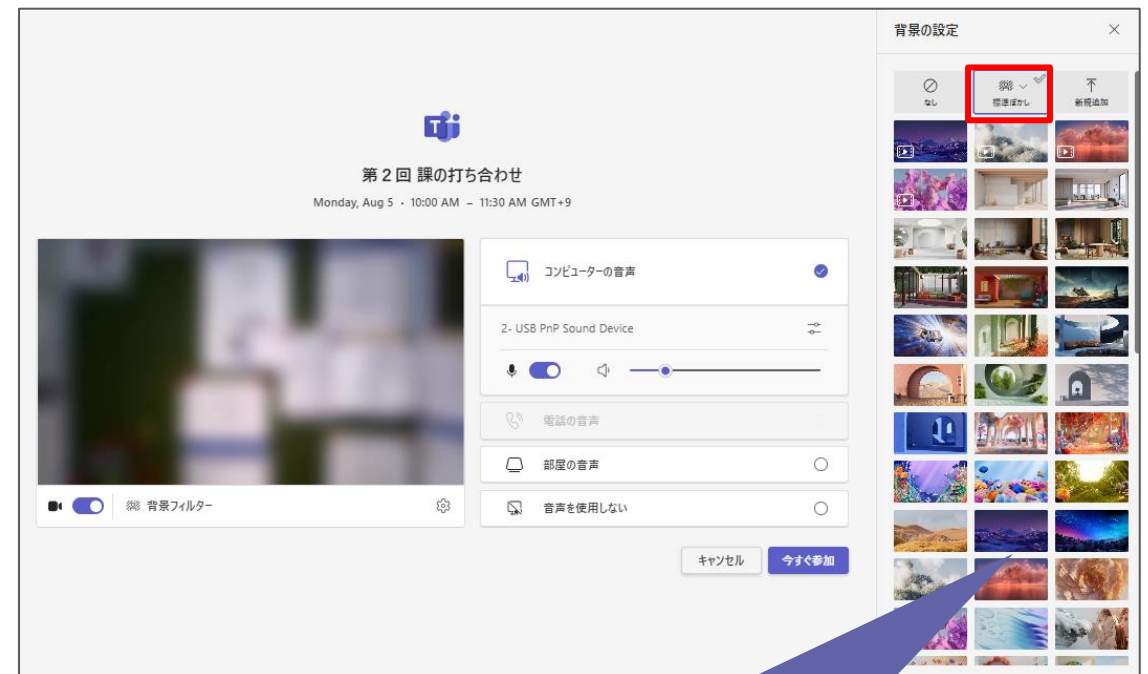 背景の設定
なし
標準ぼかし
新規追加
第２回 課の打ち合わせ
Monday, Aug 5 · 10:00 AM – 11:30 AM GMT+9
コンピューターの音声
2- USB PnP Sound Device
電話の音声
部屋の音声
背景フィルター
音声を使用しない
キャンセル
今すぐ参加